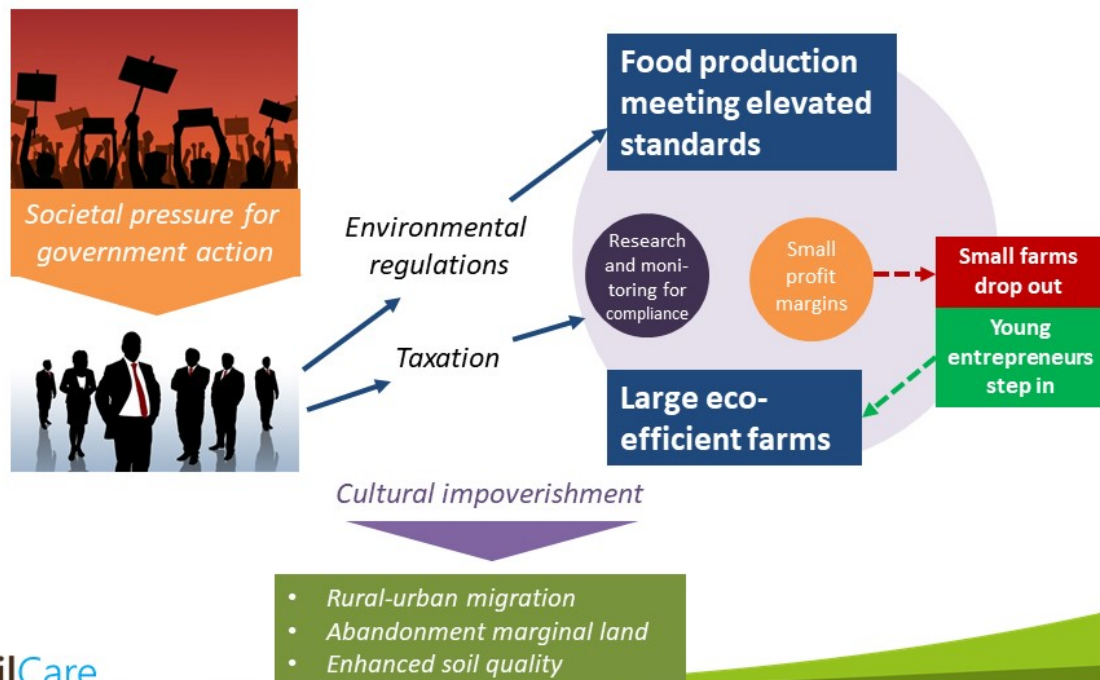 Societal pressure for
government action
Environmental
regulations
Taxation
Food production
meeting elevated
standards
Research
and moni-
toring for
compliance
Small
profit
margins
Small farms
drop out
Young
entrepreneurs
step in
Large eco-
efficient farms
Cultural impoverishment
• Rural-urban migration
• Abandonment marginal land
• Enhanced soil quality
ilCare